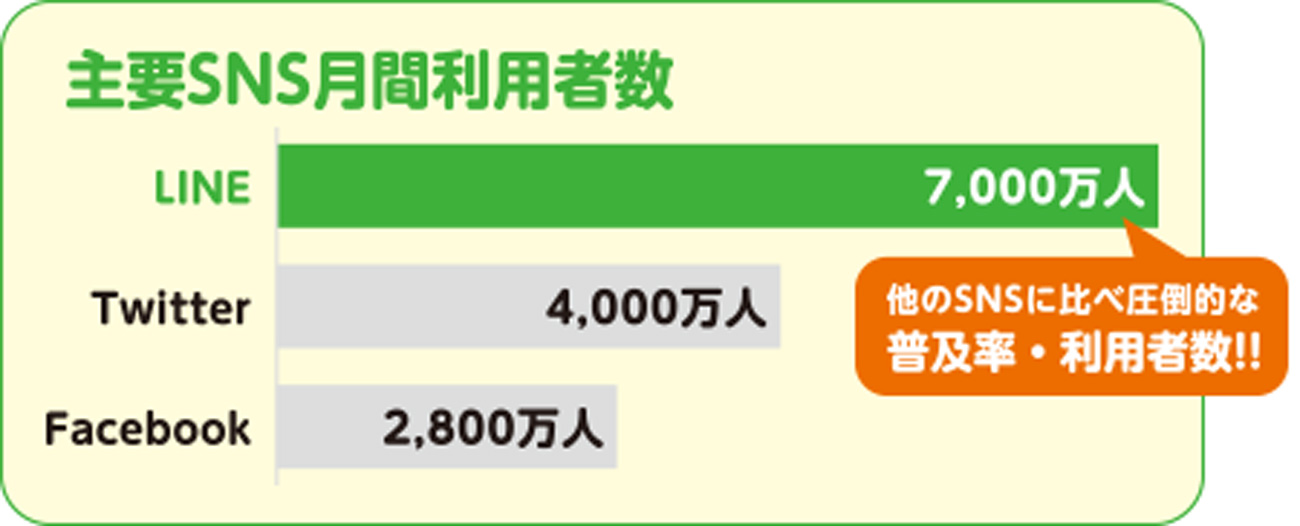 主要SNS月間利用者数
LINE
7,000万人
Twitter
4,000万人
他のSNSに比べ圧倒的な
普及率・利用者数!!
Facebook
2,800万人